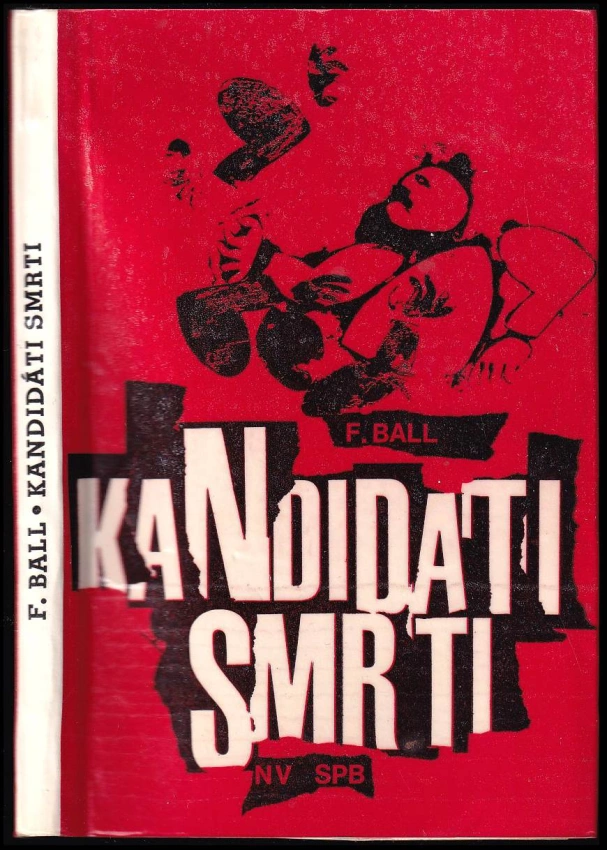 F. BALL • KANDIDÁTI SMRTI
F. BALL
KANDIDÁTI
SMRTI
NV SPB